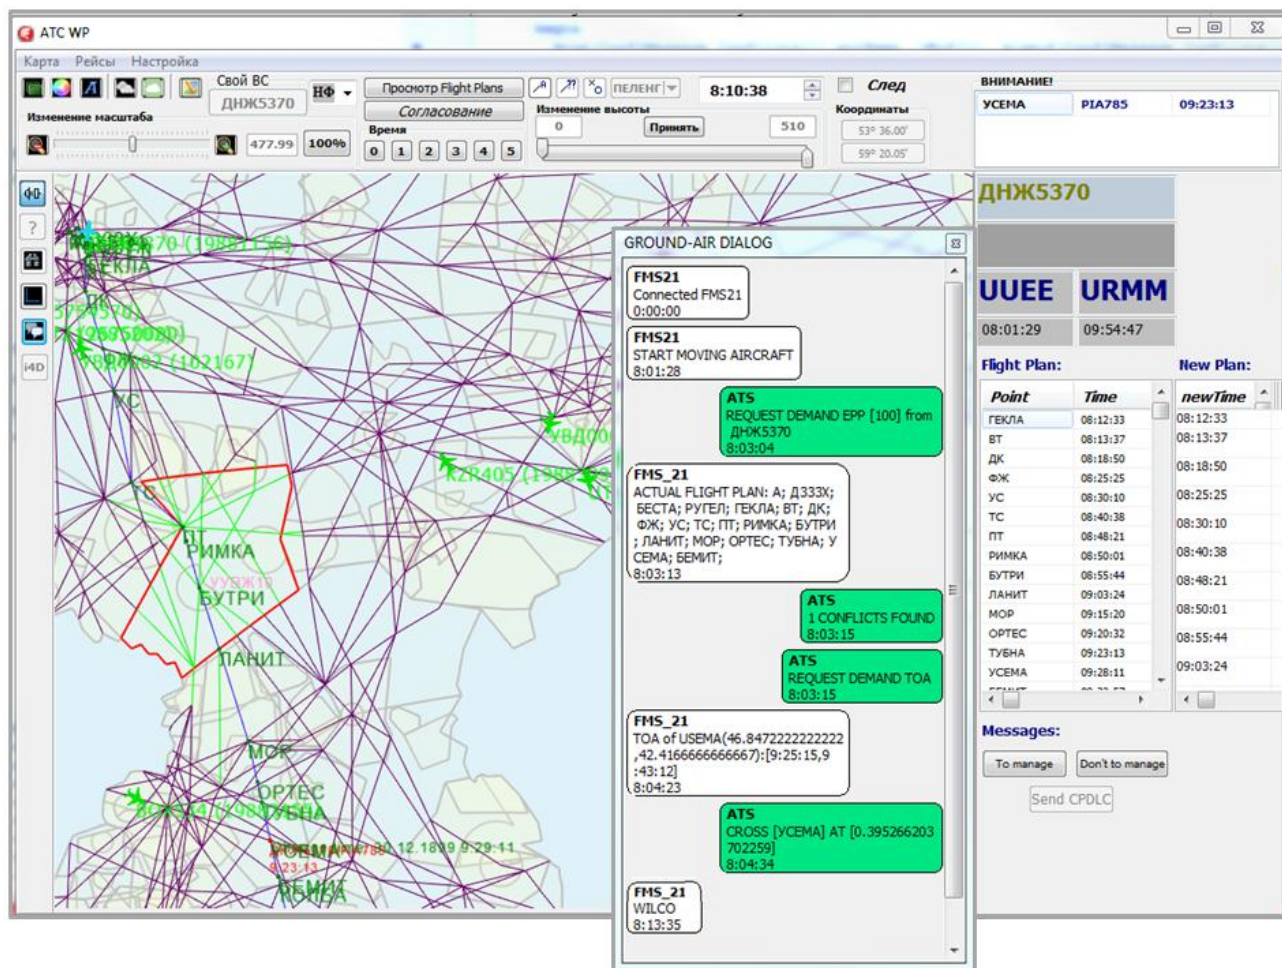 ATC WP
Карта Рейсы Настройка
Свой ВС
ДНЖ5370
НФ
Просмотр Flight Plans
Согласование
ПЕЛЕНГ
8:10:38
След
ВНИМАНИЕ!
УСЕМА PIA785 09:23:13
Изменение масштаба
477.99
100%
Время
0 1 2 3 4 5
Изменение высоты
0
Принять
510
Координаты
53º 36.00'
59º 20.05'
?
i4D
ГЕКЛА
ДК
УВД0002 (102167)
УС
ТС
ПТ
РИМКА
БУТРИ
ЛАНИТ
МОР
ОРТЕС
ТУБНА
9:23:13
БЕМИТ
GROUND-AIR DIALOG
FMS21
Connected FMS21
0:00:00
FMS21
START MOVING AIRCRAFT
8:01:28
ATS
REQUEST DEMAND EPP [100] from
ДНЖ5370
8:03:04
FMS_21
ACTUAL FLIGHT PLAN: А; Д333Х;
БЕСТА; РУГЕЛ; ГЕКЛА; ВТ; ДК;
ФЖ; УС; ТС; ПТ; РИМКА; БУТРИ
; ЛАНИТ; МОР; ОРТЕС; ТУБНА; У
СЕМА; БЕМИТ;
8:03:13
ATS
1 CONFLICTS FOUND
8:03:15
ATS
REQUEST DEMAND TOA
8:03:15
FMS_21
TOA of USEMA(46.8472222222222
,42.4166666666667):[9:25:15,9
:43:12]
8:04:23
ATS
CROSS [УСЕМА] AT [0.395266203
702259]
8:04:34
FMS_21
WILCO
8:13:35
ДНЖ5370
UUEE URMM
08:01:29 09:54:47
Flight Plan: New Plan:
Point Time newTime
ГЕКЛА 08:12:33 08:12:33
ВТ 08:13:37 08:13:37
ДК 08:18:50 08:18:50
ФЖ 08:25:25 08:25:25
УС 08:30:10 08:30:10
ТС 08:40:38 08:40:38
ПТ 08:48:21 08:48:21
РИМКА 08:50:01 08:50:01
БУТРИ 08:55:44 08:55:44
ЛАНИТ 09:03:24 09:03:24
МОР 09:15:20
ОРТЕС 09:20:32
ТУБНА 09:23:13
УСЕМА 09:28:11
Messages:
To manage Don't to manage
Send CPDLC